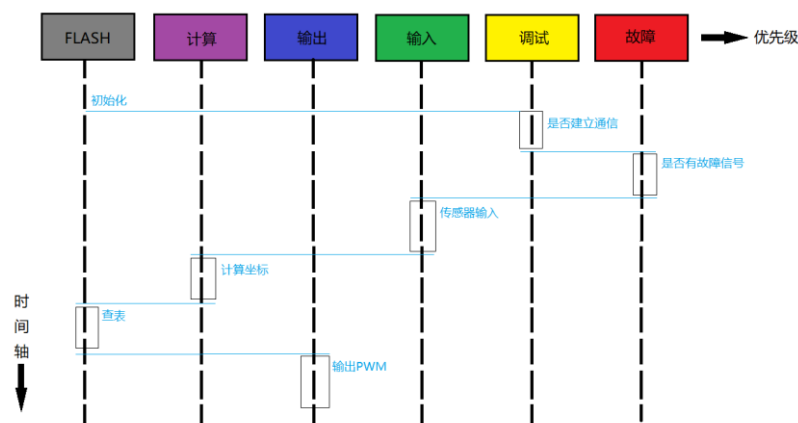 FLASH
计算
输出
输入
调试
故障
优先级
初始化
是否建立通信
是否有故障信号
传感器输入
计算坐标
查表
输出PWM
时间轴